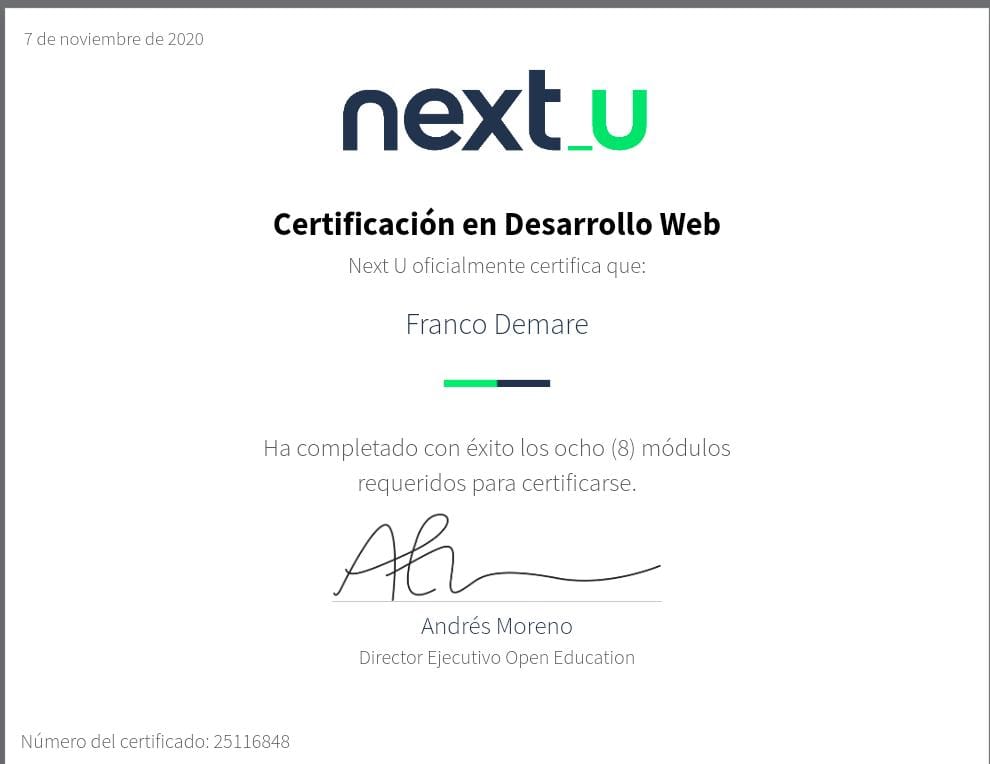 7 de noviembre de 2020
next_U
Certificación en Desarrollo Web
Next U oficialmente certifica que:
Franco Demare
Ha completado con éxito los ocho (8) módulos
requeridos para certificarse.
Andrés Moreno
Director Ejecutivo Open Education
Número del certificado: 25116848